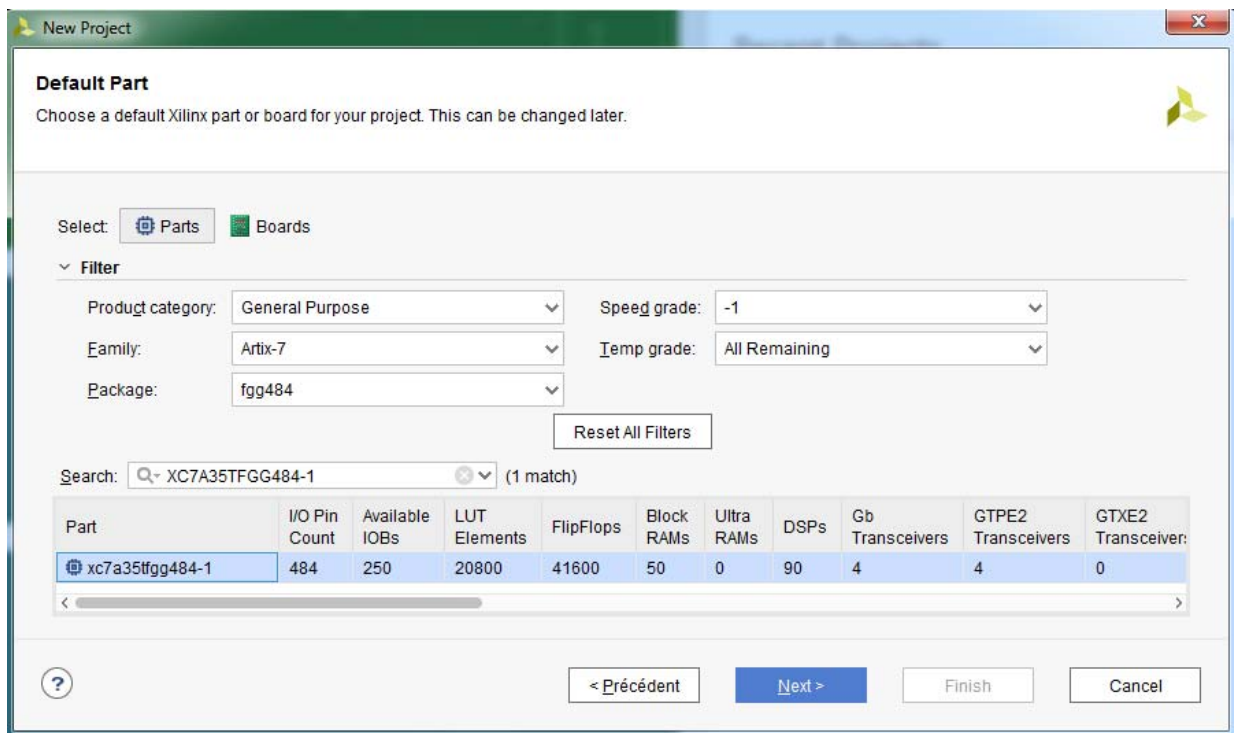 New Project
Default Part
Choose a default Xilinx part or board for your project. This can be changed later.
Select: Parts Boards
Filter
Product category: General Purpose Speed grade: -1
Family: Artix-7 Temp grade: All Remaining
Package: fgg484
Reset All Filters
Search: XC7A35TFGG484-1 (1 match)
Part I/O Pin Count Available IOBs LUT Elements FlipFlops Block RAMs Ultra RAMs DSPs Gb Transceivers GTPE2 Transceivers GTXE2 Transceivers
xc7a35tfgg484-1 484 250 20800 41600 50 0 90 4 4 0
? < Précédent Next > Finish Cancel